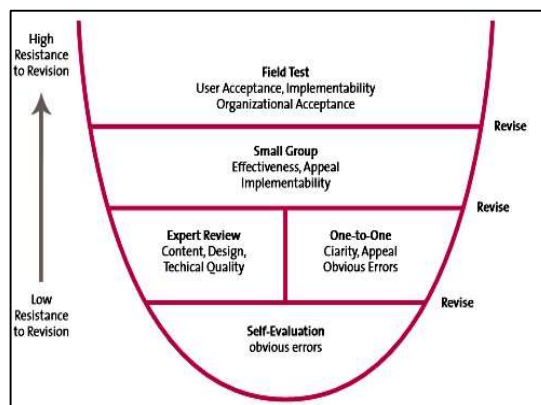 High
Resistance
to Revision
Field Test
User Acceptance, Implementability
Organizational Acceptance
Revise
Small Group
Effectiveness, Appeal
Implementability
Revise
Expert Review
Content, Design,
Techical Quality
One-to-One
Ciarity, Appeal
Obvious Errors
Low
Resistance
to Revision
Revise
Self-Evaluation
obvious errors